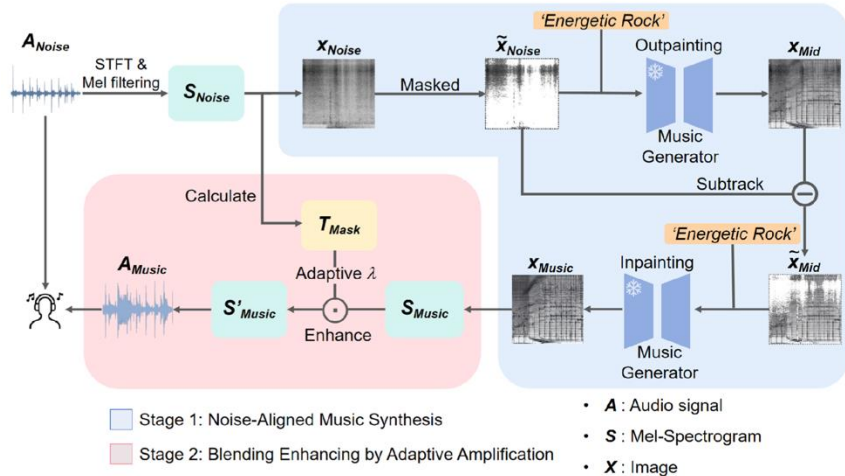 A_Noise
STFT &
Mel filtering
S_Noise
x_Noise
Masked
x̃_Noise
'Energetic Rock'
Outpainting
Music
Generator
x_Mid
Subtrack
Calculate
T_Mask
Adaptive λ
Enhance
A_Music
S'_Music
S_Music
x_Music
Inpainting
Music
Generator
'Energetic Rock'
x̃_Mid
Stage 1: Noise-Aligned Music Synthesis
Stage 2: Blending Enhancing by Adaptive Amplification
• A : Audio signal
• S : Mel-Spectrogram
• X : Image